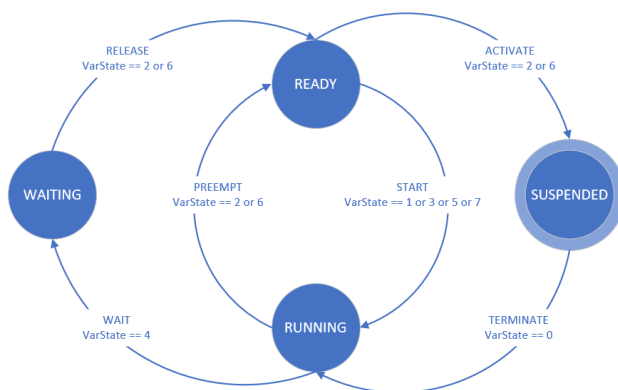 RELEASE
VarState == 2 or 6
ACTIVATE
VarState == 2 or 6
READY
WAITING
PREEMPT
VarState == 2 or 6
START
VarState == 1 or 3 or 5 or 7
SUSPENDED
WAIT
VarState == 4
RUNNING
TERMINATE
VarState == 0